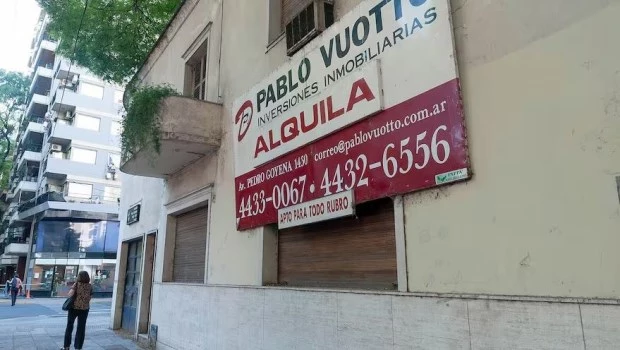 PABLO VUOTTO
INVERSIONES INMOBILIARIAS
ALQUILA
Av. PEDRO GOYENA 1450 correo@pablovuotto.com.ar
4433-0067 • 4432-6556
APTO PARA TODO RUBRO